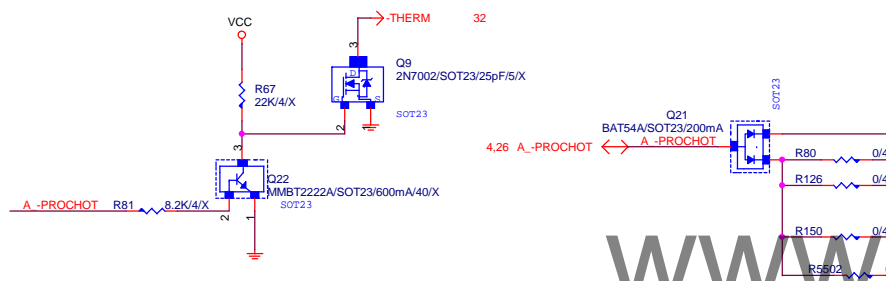 VCC
-THERM 32
3
Q9
2N7002/SOT23/25pF/5/X
D
G S
SOT23
2
1
R67
22K/4/X
3
Q22
MMBT2222A/SOT23/600mA/40/X
SOT23
A_-PROCHOT R81 8.2K/4/X
2
1
SOT23
Q21
BAT54A/SOT23/200mA
4,26 A_-PROCHOT A_-PROCHOT
R80 0/4
R126 0/4
R150 0/4
R5502
www